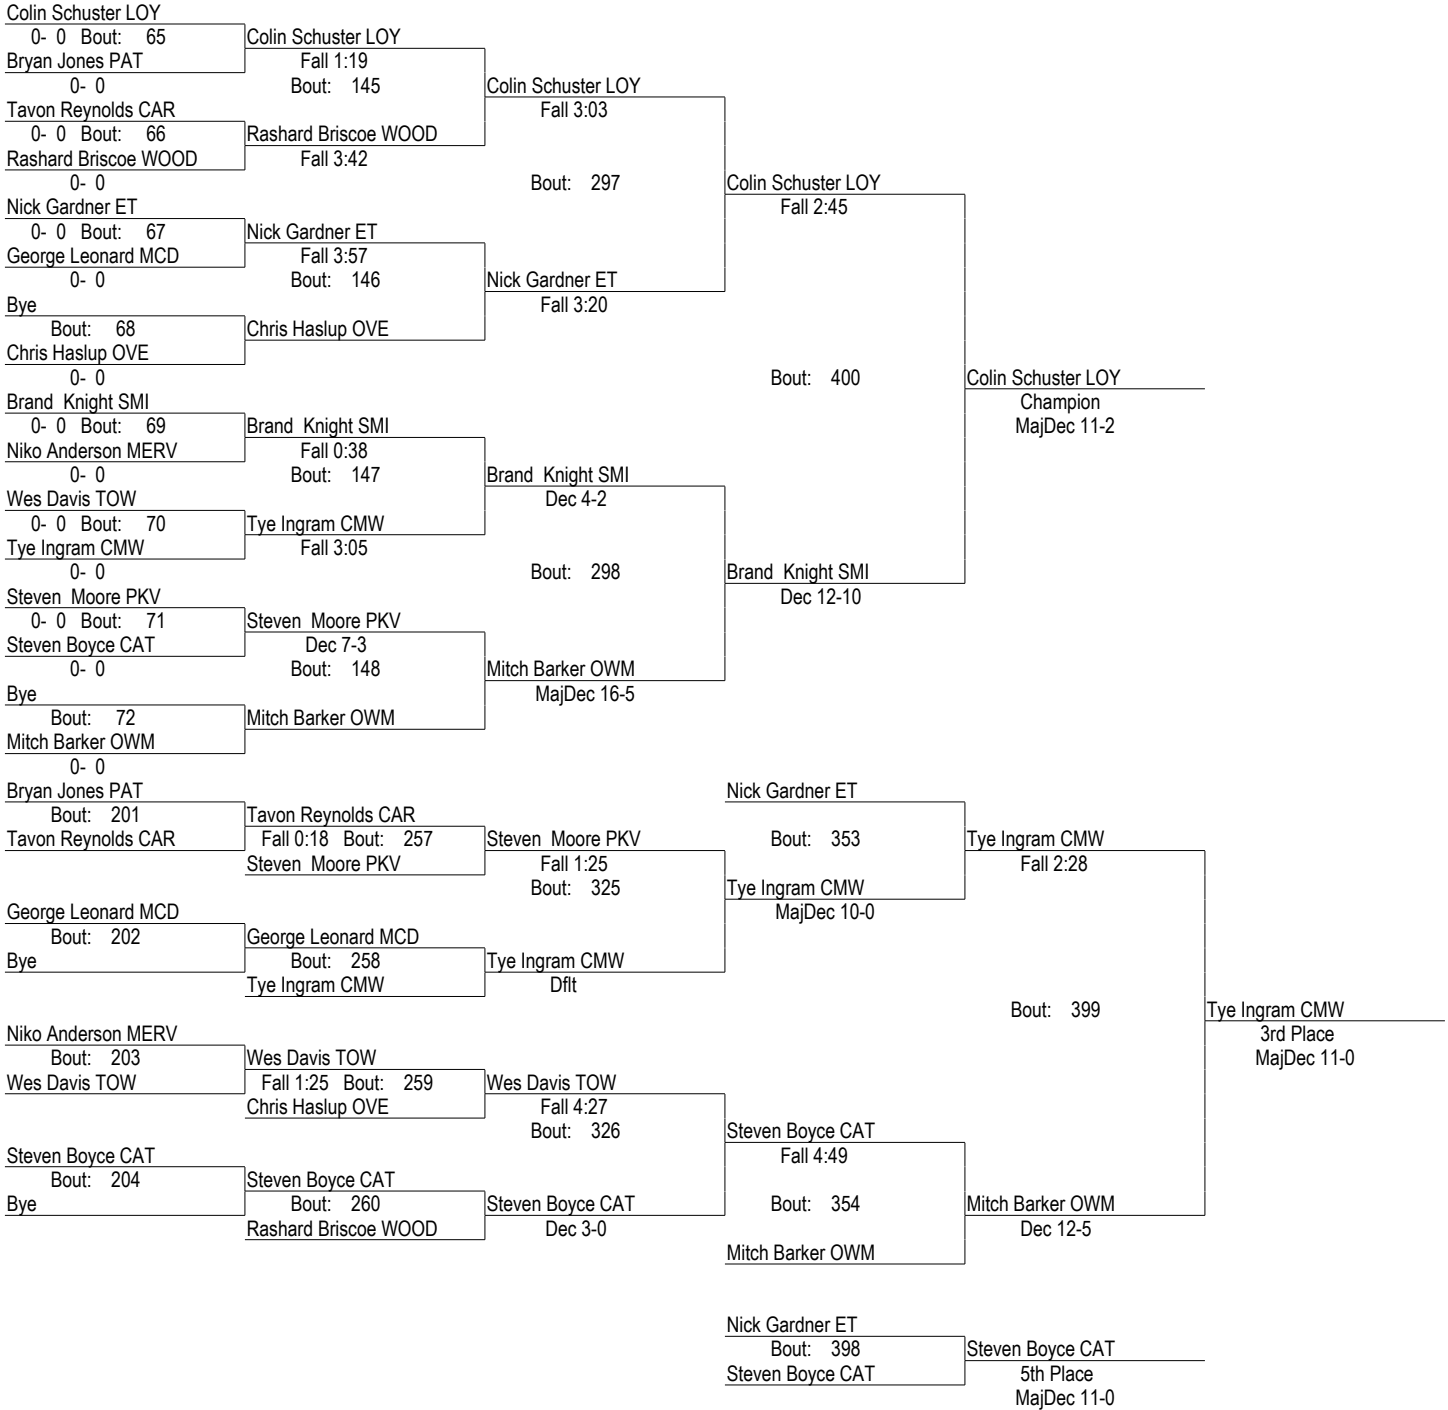 Colin Schuster LOY
0- 0 Bout: 65 Colin Schuster LOY
Bryan Jones PAT Fall 1:19
0- 0 Bout: 145 Colin Schuster LOY
Tavon Reynolds CAR Fall 3:03
0- 0 Bout: 66 Rashard Briscoe WOOD
Rashard Briscoe WOOD Fall 3:42
0- 0 Bout: 297 Colin Schuster LOY
Nick Gardner ET Fall 2:45
0- 0 Bout: 67 Nick Gardner ET
George Leonard MCD Fall 3:57
0- 0 Bout: 146 Nick Gardner ET
Bye Fall 3:20
Bout: 68 Chris Haslup OVE
Chris Haslup OVE
0- 0 Bout: 400 Colin Schuster LOY
Brand Knight SMI Champion
0- 0 Bout: 69 Brand Knight SMI MajDec 11-2
Niko Anderson MERV Fall 0:38
0- 0 Bout: 147 Brand Knight SMI
Wes Davis TOW Dec 4-2
0- 0 Bout: 70 Tye Ingram CMW
Tye Ingram CMW Fall 3:05
0- 0 Bout: 298 Brand Knight SMI
Steven Moore PKV Dec 12-10
0- 0 Bout: 71 Steven Moore PKV
Steven Boyce CAT Dec 7-3
0- 0 Bout: 148 Mitch Barker OWM
Bye MajDec 16-5
Bout: 72 Mitch Barker OWM
Mitch Barker OWM
0- 0
Bryan Jones PAT Nick Gardner ET
Bout: 201 Tavon Reynolds CAR
Tavon Reynolds CAR Fall 0:18 Bout: 257 Steven Moore PKV Bout: 353 Tye Ingram CMW
Steven Moore PKV Fall 1:25 Fall 2:28
Bout: 325 Tye Ingram CMW
George Leonard MCD MajDec 10-0
Bout: 202 George Leonard MCD
Bye Bout: 258 Tye Ingram CMW
Tye Ingram CMW Dflt
Bout: 399 Tye Ingram CMW
Niko Anderson MERV 3rd Place
Bout: 203 Wes Davis TOW MajDec 11-0
Wes Davis TOW Fall 1:25 Bout: 259 Wes Davis TOW
Chris Haslup OVE Fall 4:27
Bout: 326 Steven Boyce CAT
Steven Boyce CAT Fall 4:49
Bout: 204 Steven Boyce CAT
Bye Bout: 260 Steven Boyce CAT Bout: 354 Mitch Barker OWM
Rashard Briscoe WOOD Dec 3-0 Dec 12-5
Mitch Barker OWM
Nick Gardner ET
Bout: 398 Steven Boyce CAT
Steven Boyce CAT 5th Place
MajDec 11-0